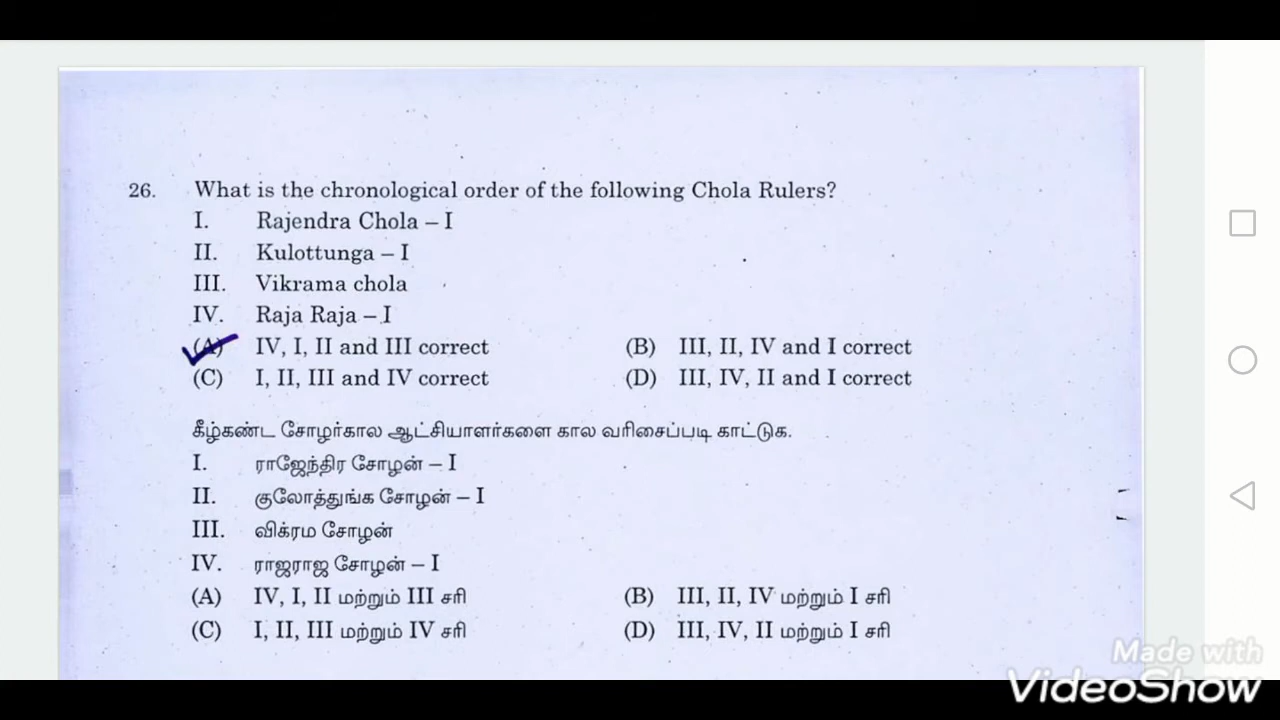 26. What is the chronological order of the following Chola Rulers?
I. Rajendra Chola – I
II. Kulottunga – I
III. Vikrama chola
IV. Raja Raja – I
(A) IV, I, II and III correct (B) III, II, IV and I correct
(C) I, II, III and IV correct (D) III, IV, II and I correct
கீழ்கண்ட சோழர்கால ஆட்சியாளர்களை கால வரிசைப்படி காட்டுக.
I. ராஜேந்திர சோழன் – I
II. குலோத்துங்க சோழன் – I
III. விக்ரம சோழன்
IV. ராஜராஜ சோழன் – I
(A) IV, I, II மற்றும் III சரி (B) III, II, IV மற்றும் I சரி
(C) I, II, III மற்றும் IV சரி (D) III, IV, II மற்றும் I சரி
Made with
VideoShow